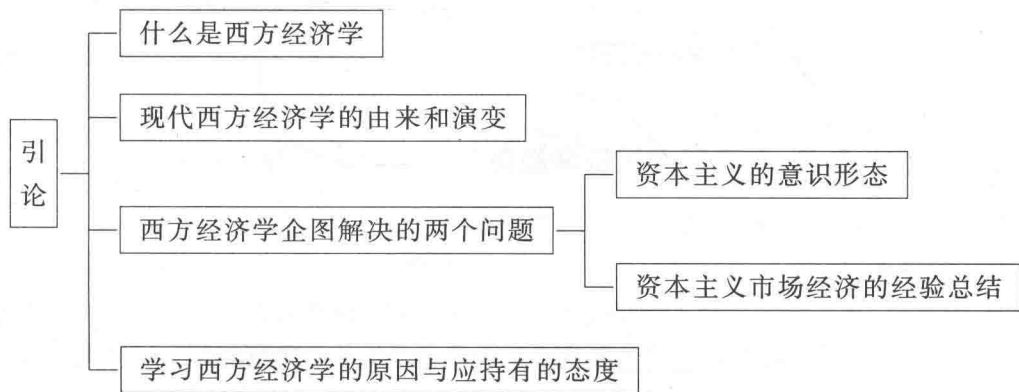 引论
什么是西方经济学
现代西方经济学的由来和演变
西方经济学企图解决的两个问题
资本主义的意识形态
资本主义市场经济的经验总结
学习西方经济学的原因与应持有的态度